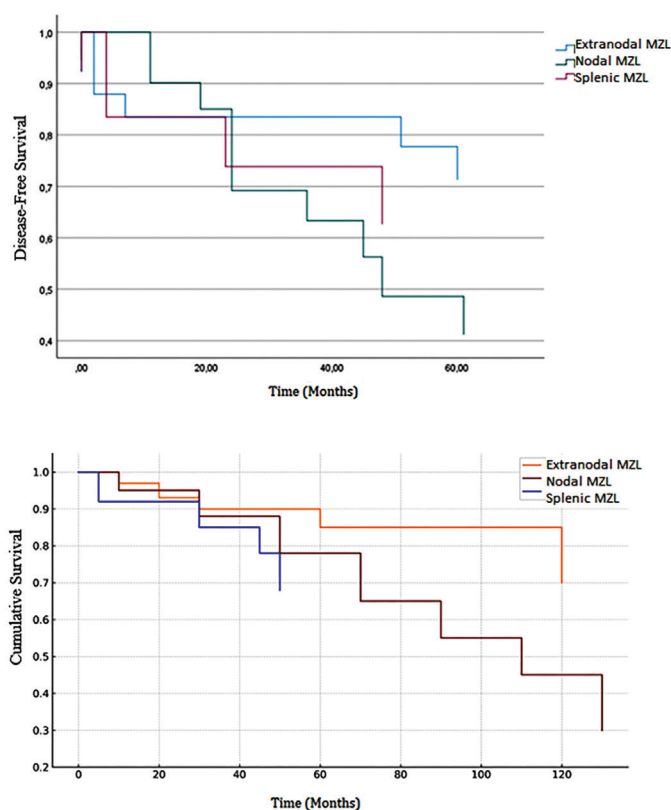 1,0
0,9
0,8
0,7
0,6
0,5
0,4
Disease-Free Survival
,00 20,00 40,00 60,00
Time (Months)
Extranodal MZL
Nodal MZL
Splenic MZL
1.0
0.9
0.8
0.7
0.6
0.5
0.4
0.3
0.2
Cumulative Survival
0 20 40 60 80 100 120
Time (Months)
Extranodal MZL
Nodal MZL
Splenic MZL